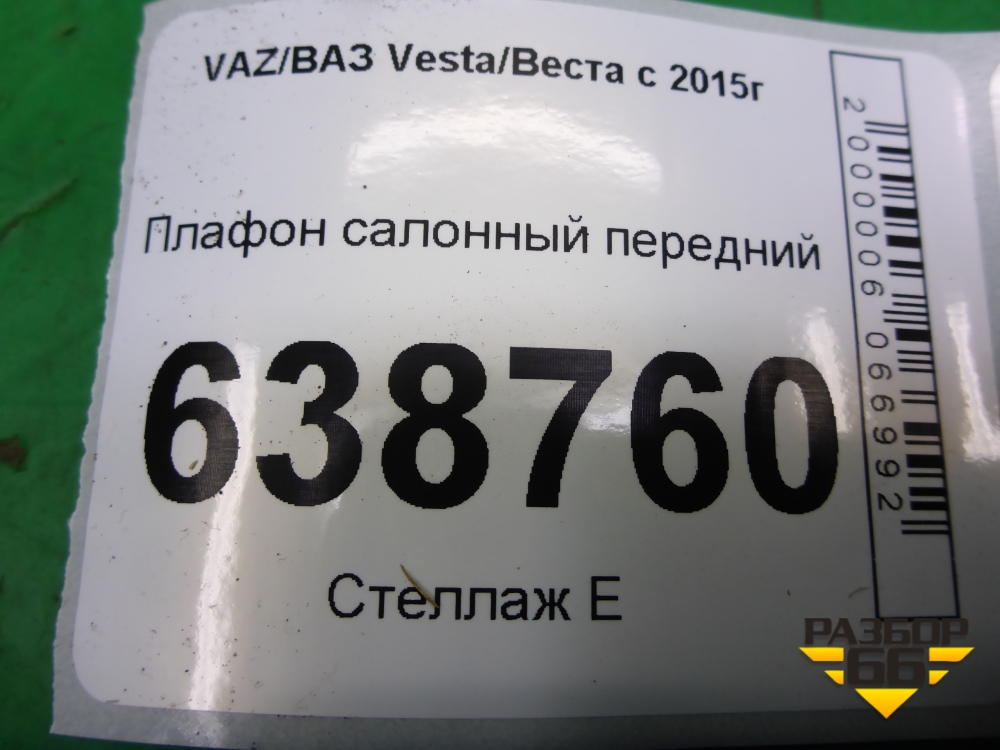 VAZ/ВАЗ Vesta/Веста с 2015г
Плафон салонный передний
638760
Стеллаж Е
2000006066992
РАЗБОР
66